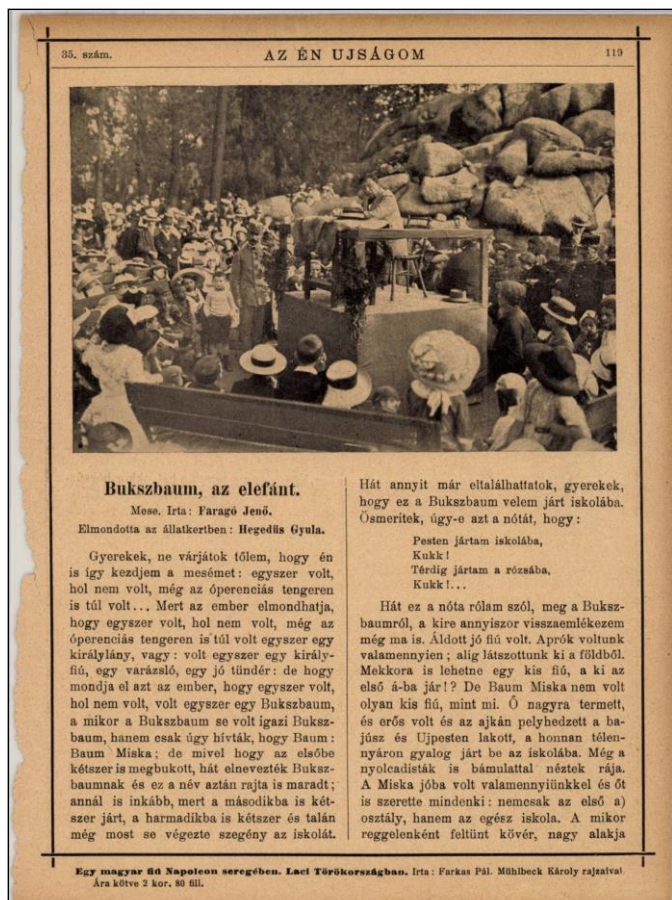 35. szám.
AZ ÉN UJSÁGOM
119
Bukszbaum, az elefánt.
Mese. Irta: Faragó Jenő.
Elmondotta az állatkertben: Hegedüs Gyula.
Gyerekek, ne várjátok tőlem, hogy én
is így kezdjem a mesémet: egyszer volt,
hol nem volt, még az óperenciás tengeren
is túl volt... Mert az ember elmondhatja,
hogy egyszer volt, hol nem volt, még az
óperenciás tengeren is túl volt egyszer egy
királylány, vagy: volt egyszer egy király-
fiú, egy varázsló, egy jó tündér: de hogy
mondja el azt az ember, hogy egyszer volt,
hol nem volt, volt egyszer egy Bukszbaum,
a mikor a Bukszbaum se volt igazi Buksz-
baum, hanem csak úgy hívták, hogy Baum:
Baum Miska; de mivel hogy az elsőbe
kétszer is megbukott, hát elnevezték Buksz-
baumnak és ez a név aztán rajta is maradt;
annál is inkább, mert a másodikba is két-
szer járt, a harmadikba is kétszer és talán
még most se végezte szegény az iskolát.
Hát annyit már eltalálhattatok, gyerekek,
hogy ez a Bukszbaum velem járt iskolába.
Ösmeritek, úgy-e azt a nótát, hogy:
Pesten jártam iskolába,
Kukk!
Térdig jártam a rózsába,
Kukk!...
Hát ez a nóta rólam szól, meg a Buksz-
baumról, a kire annyiszor visszaemlékezem
még ma is. Áldott jó fiú volt. Aprók voltunk
valamennyien; alig látszottunk ki a földből.
Mekkora is lehetne egy kis fiú, a ki az
első á-ba jár!? De Baum Miska nem volt
olyan kis fiú, mint mi. Ő nagyra termett,
és erős volt és az ajkán pelyhedzett a ba-
júsz és Ujpesten lakott, a honnan télen-
nyáron gyalog járt be az iskolába. Még a
nyolcadisták is bámulattal néztek rája.
A Miska jóba volt valamennyiünkkel és őt
is szerette mindenki: nemcsak az első a)
osztály, hanem az egész iskola. A mikor
reggelenként feltünt kövér, nagy alakja
Egy magyar fiú Napoleon seregében. Laci Törökországban. Irta: Farkas Pál. Mühlbeck Károly rajzaival.
Ára kötve 2 kor. 80 fill.